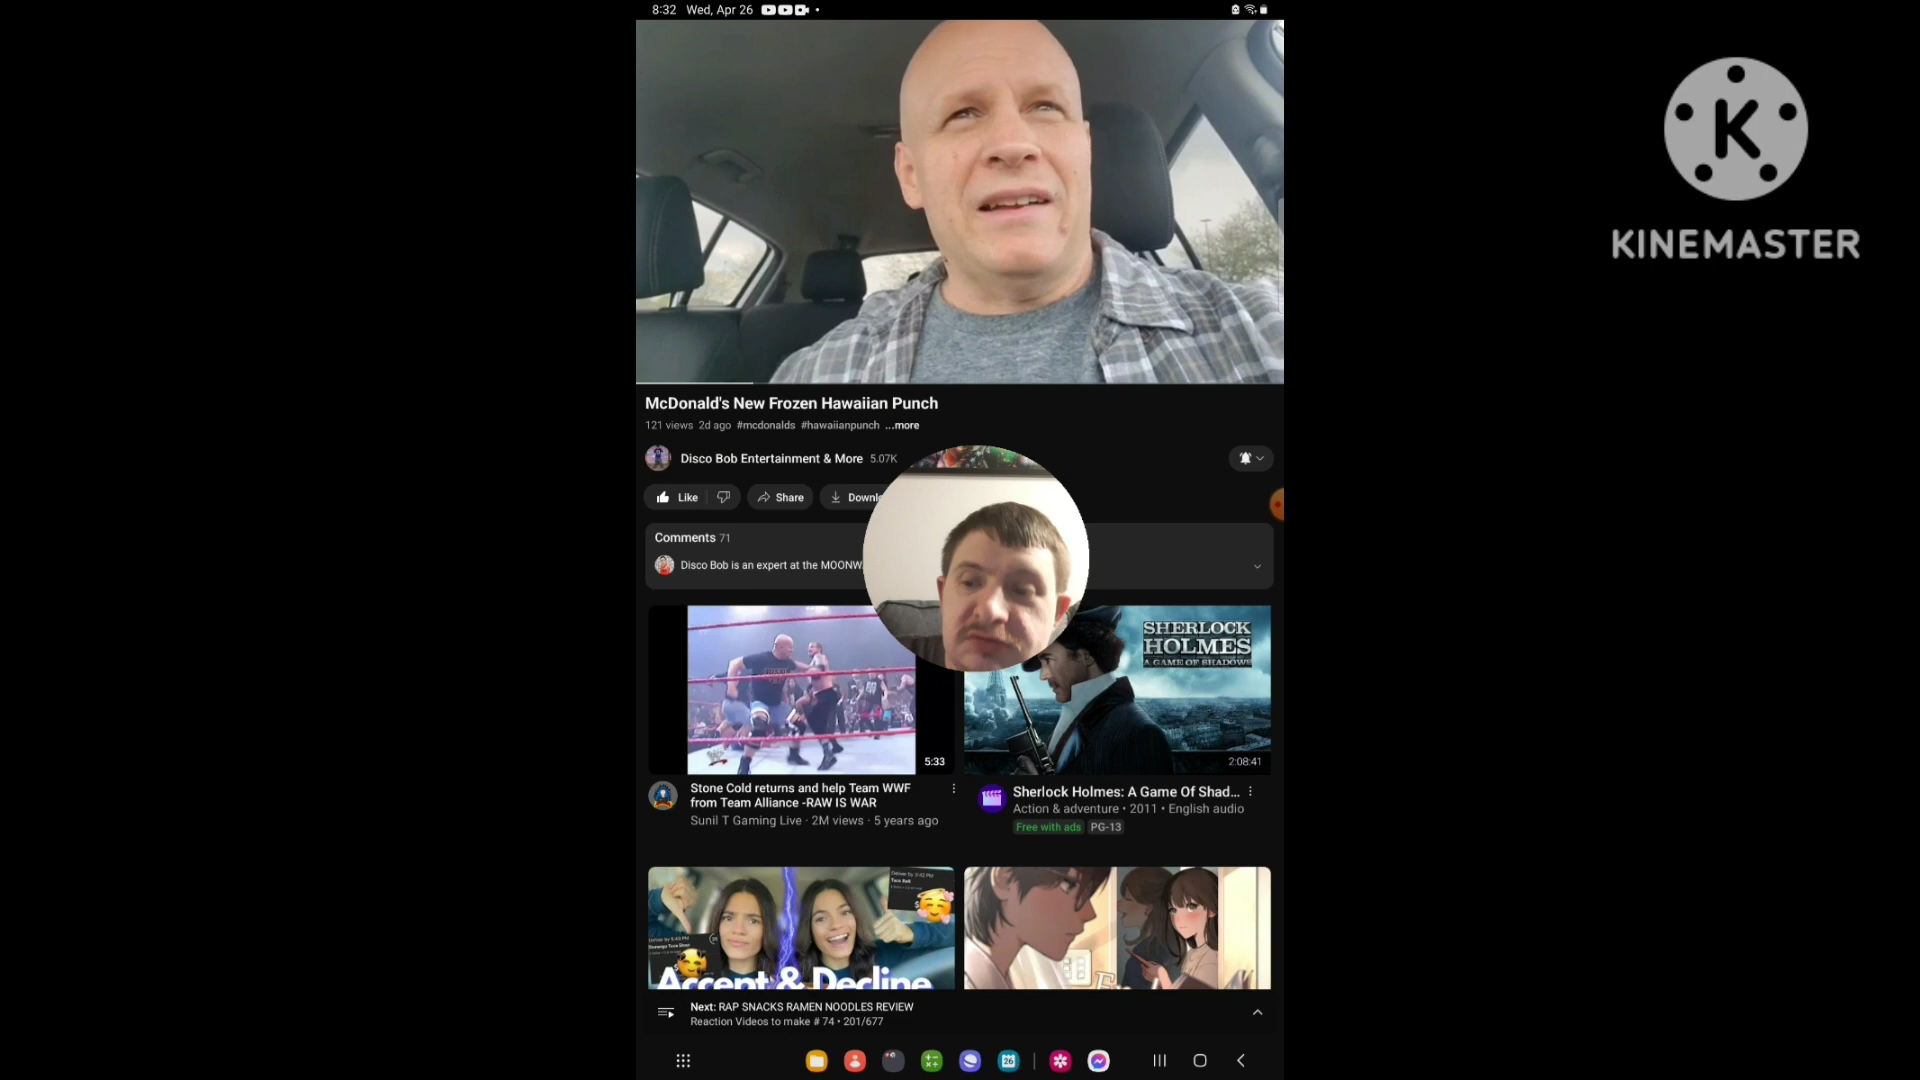 8:32 Wed, Apr 26
KINEMASTER
McDonald's New Frozen Hawaiian Punch
121 views 2d ago #mcdonalds #hawaiianpunch ...more
Disco Bob Entertainment & More 5.07K
Like
Share
Downl
Comments 71
Disco Bob is an expert at the MOONW
5:33
SHERLOCK
HOLMES
A GAME OF SHADOWS
2:08:41
Stone Cold returns and help Team WWF
from Team Alliance -RAW IS WAR
Sunil T Gaming Live · 2M views · 5 years ago
Sherlock Holmes: A Game Of Shad...
Action & adventure • 2011 • English audio
Free with ads PG-13
Accept & Decline
Next: RAP SNACKS RAMEN NOODLES REVIEW
Reaction Videos to make # 74 • 201/677
26